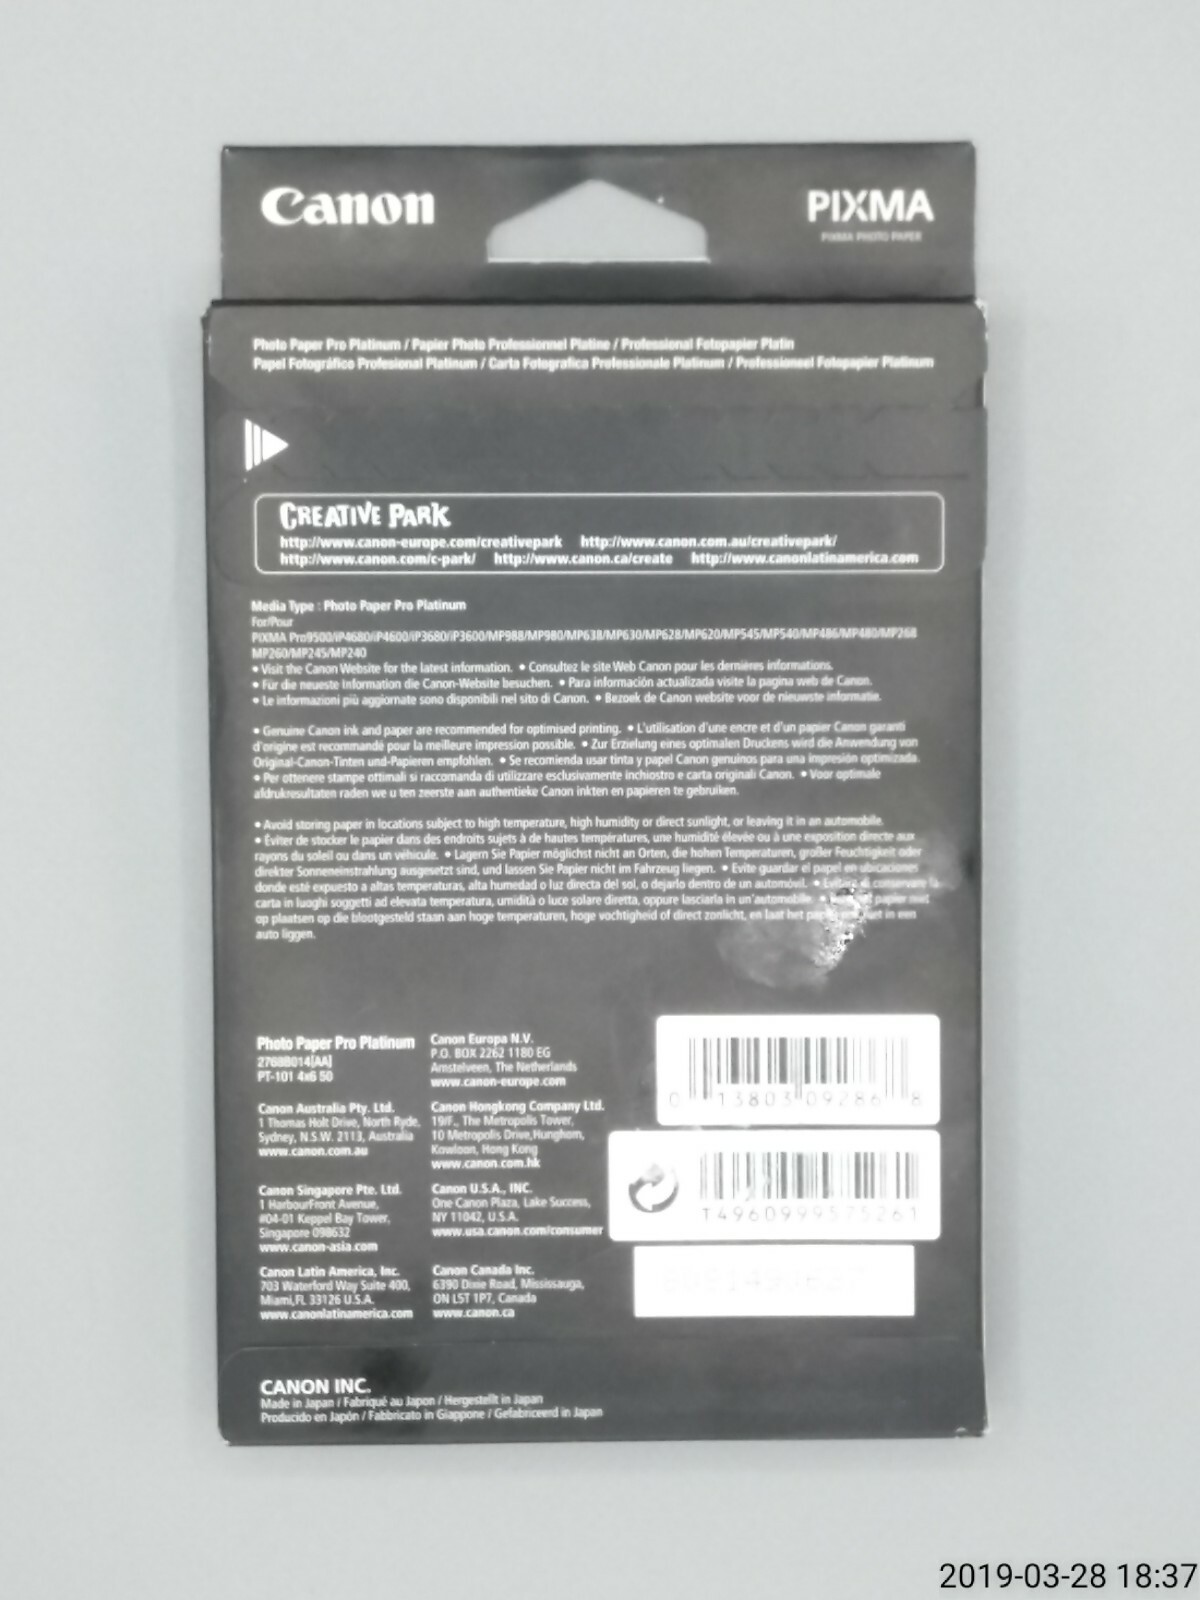 Canon
PIXMA
PIXMA PHOTO PAPER
Photo Paper Pro Platinum / Papier Photo Professionnel Platine / Professional Fotopapier Platin
Papel Fotográfico Profesional Platinum / Carta Fotografica Professionale Platinum / Professioneel Fotopapier Platinum
CREATIVE PARK
http://www.canon-europe.com/creativepark http://www.canon.com.au/creativepark/
http://www.canon.com/c-park/ http://www.canon.ca/create http://www.canonlatinamerica.com
Media Type : Photo Paper Pro Platinum
For/Pour
PIXMA Pro9500/iP4680/iP4600/iP3680/iP3600/MP988/MP980/MP638/MP630/MP628/MP620/MP545/MP540/MP486/MP480/MP268
MP260/MP245/MP240
• Visit the Canon Website for the latest information. • Consultez le site Web Canon pour les dernières informations.
• Für die neueste Information die Canon-Website besuchen. • Para información actualizada visite la pagina web de Canon.
• Le informazioni più aggiornate sono disponibili nel sito di Canon. • Bezoek de Canon website voor de nieuwste informatie.
• Genuine Canon ink and paper are recommended for optimised printing. • L'utilisation d'une encre et d'un papier Canon garanti
d'origine est recommandé pour la meilleure impression possible. • Zur Erzielung eines optimalen Druckens wird die Anwendung von
Original-Canon-Tinten und-Papieren empfohlen. • Se recomienda usar tinta y papel Canon genuinos para una impresión optimizada.
• Per ottenere stampe ottimali si raccomanda di utilizzare esclusivamente inchiostro e carta originali Canon. • Voor optimale
afdrukresultaten raden we u ten zeerste aan authentieke Canon inkten en papieren te gebruiken.
• Avoid storing paper in locations subject to high temperature, high humidity or direct sunlight, or leaving it in an automobile.
• Éviter de stocker le papier dans des endroits sujets à de hautes températures, une humidité élevée ou à une exposition directe aux
rayons du soleil ou dans un véhicule. • Lagern Sie Papier möglichst nicht an Orten, die hohen Temperaturen, großer Feuchtigkeit oder
direkter Sonneneinstrahlung ausgesetzt sind, und lassen Sie Papier nicht im Fahrzeug liegen. • Evite guardar el papel en ubicaciones
donde esté expuesto a altas temperaturas, alta humedad o luz directa del sol, o dejarlo dentro de un automóvil. • Evitare di conservare la
carta in luoghi soggetti ad elevata temperatura, umidità o luce solare diretta, oppure lasciarla in un'automobile. • papier niet
op plaatsen op die blootgesteld staan aan hoge temperaturen, hoge vochtigheid of direct zonlicht, en laat het papier niet in een
auto liggen.
Photo Paper Pro Platinum
2768B014[AA]
PT-101 4x6 50
Canon Australia Pty. Ltd.
1 Thomas Holt Drive, North Ryde,
Sydney, N.S.W. 2113, Australia
www.canon.com.au
Canon Singapore Pte. Ltd.
1 HarbourFront Avenue,
#04-01 Keppel Bay Tower,
Singapore 098632
www.canon-asia.com
Canon Latin America, Inc.
703 Waterford Way Suite 400,
Miami,FL 33126 U.S.A.
www.canonlatinamerica.com
Canon Europa N.V.
P.O. BOX 2262 1180 EG
Amstelveen, The Netherlands
www.canon-europe.com
Canon Hongkong Company Ltd.
19/F., The Metropolis Tower,
10 Metropolis Drive,Hunghom,
Kowloon, Hong Kong
www.canon.com.hk
Canon U.S.A., INC.
One Canon Plaza, Lake Success,
NY 11042, U.S.A.
www.usa.canon.com/consumer
Canon Canada Inc.
6390 Dixie Road, Mississauga,
ON L5T 1P7, Canada
www.canon.ca
0 13803 09286 8
T4960999575261
CANON INC.
Made in Japan / Fabriqué au Japon / Hergestellt in Japan
Producido en Japón / Fabbricato in Giappone / Gefabriceerd in Japan
2019-03-28 18:37